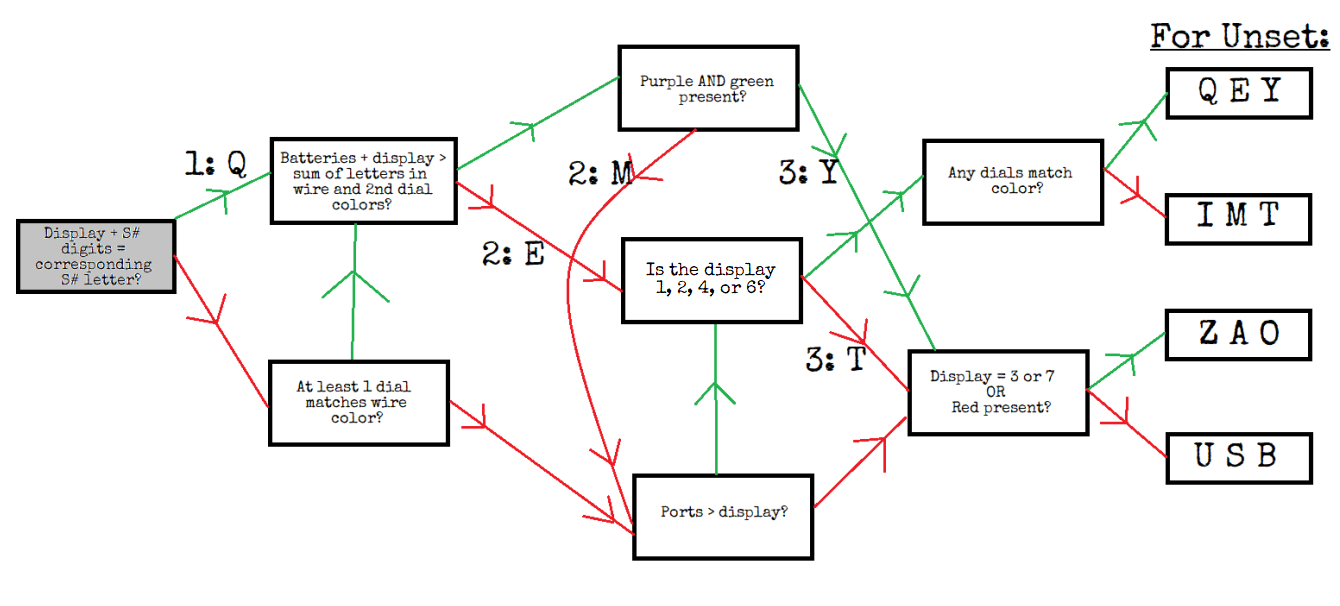 For Unset:
Q E Y
Purple AND green
present?
1: Q
Batteries + display >
sum of letters in
wire and 2nd dial
colors?
2: M
3: Y
Any dials match
color?
I M T
Display + S#
digits =
corresponding
S# letter?
2: E
Is the display
1, 2, 4, or 6?
Z A O
3: T
At least 1 dial
matches wire
color?
Display = 3 or 7
OR
Red present?
U S B
Ports > display?